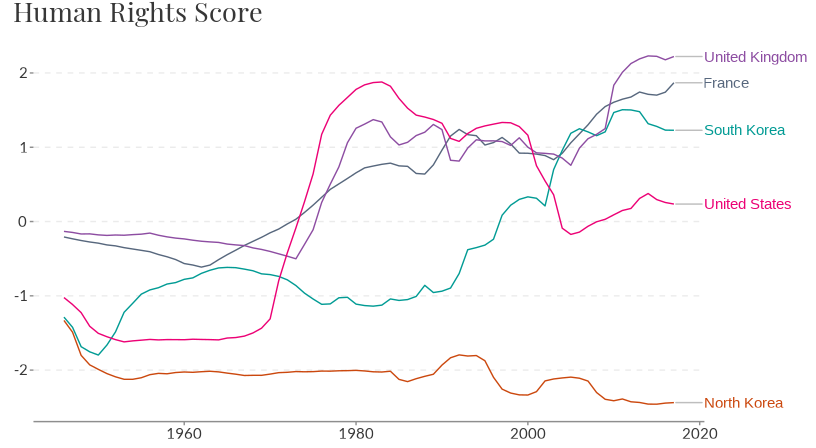 Human Rights Score
2
1
0
-1
-2
United Kingdom
France
South Korea
United States
North Korea
1960
1980
2000
2020